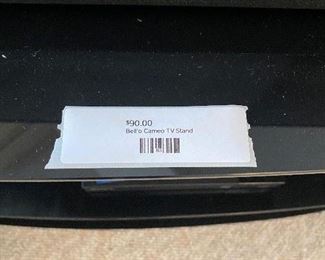 $90.00
Bell'o Cameo TV Stand